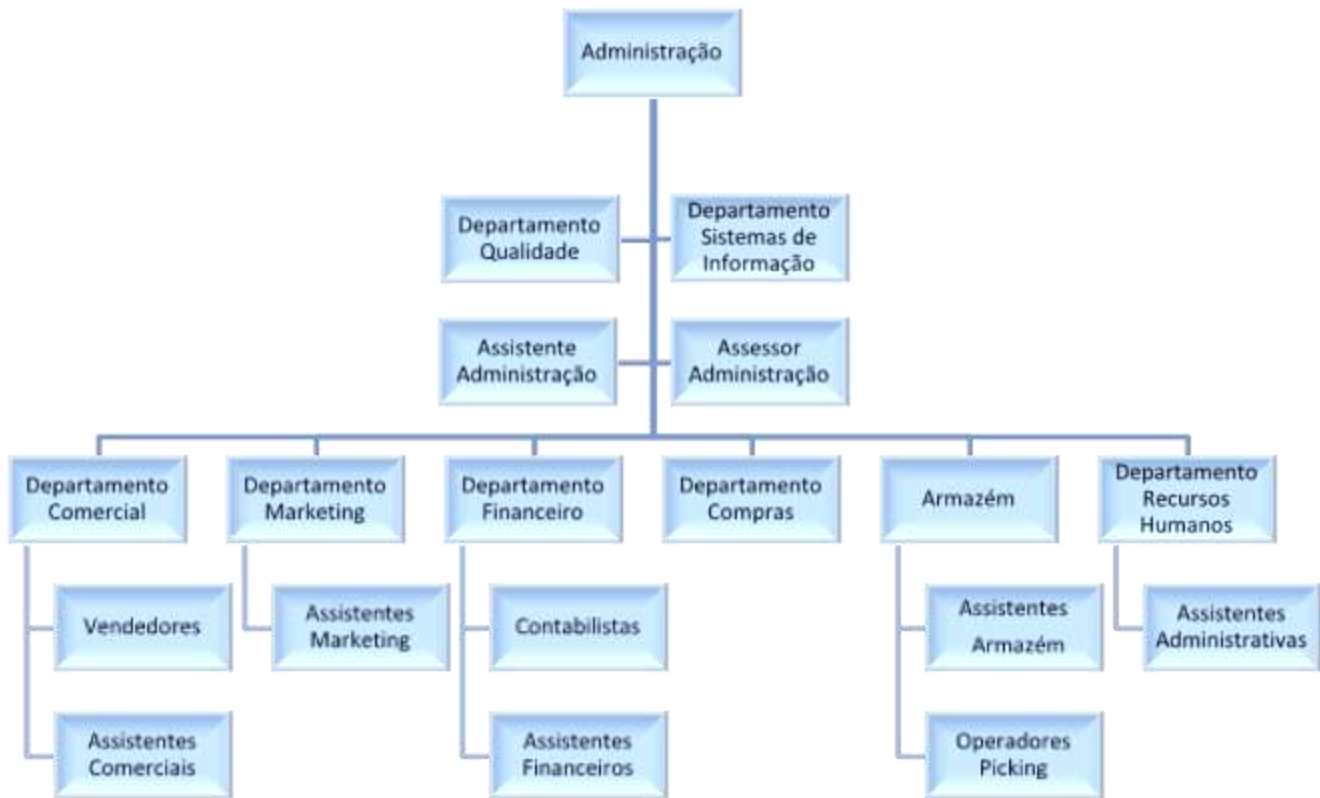 Administração
Departamento
Qualidade
Departamento
Sistemas de
Informação
Assistente
Administração
Assessor
Administração
Departamento
Comercial
Departamento
Marketing
Departamento
Financeiro
Departamento
Compras
Armazém
Departamento
Recursos
Humanos
Vendedores
Assistentes
Marketing
Contabilistas
Assistentes
Armazém
Assistentes
Administrativas
Assistentes
Comerciais
Assistentes
Financeiros
Operadores
Picking